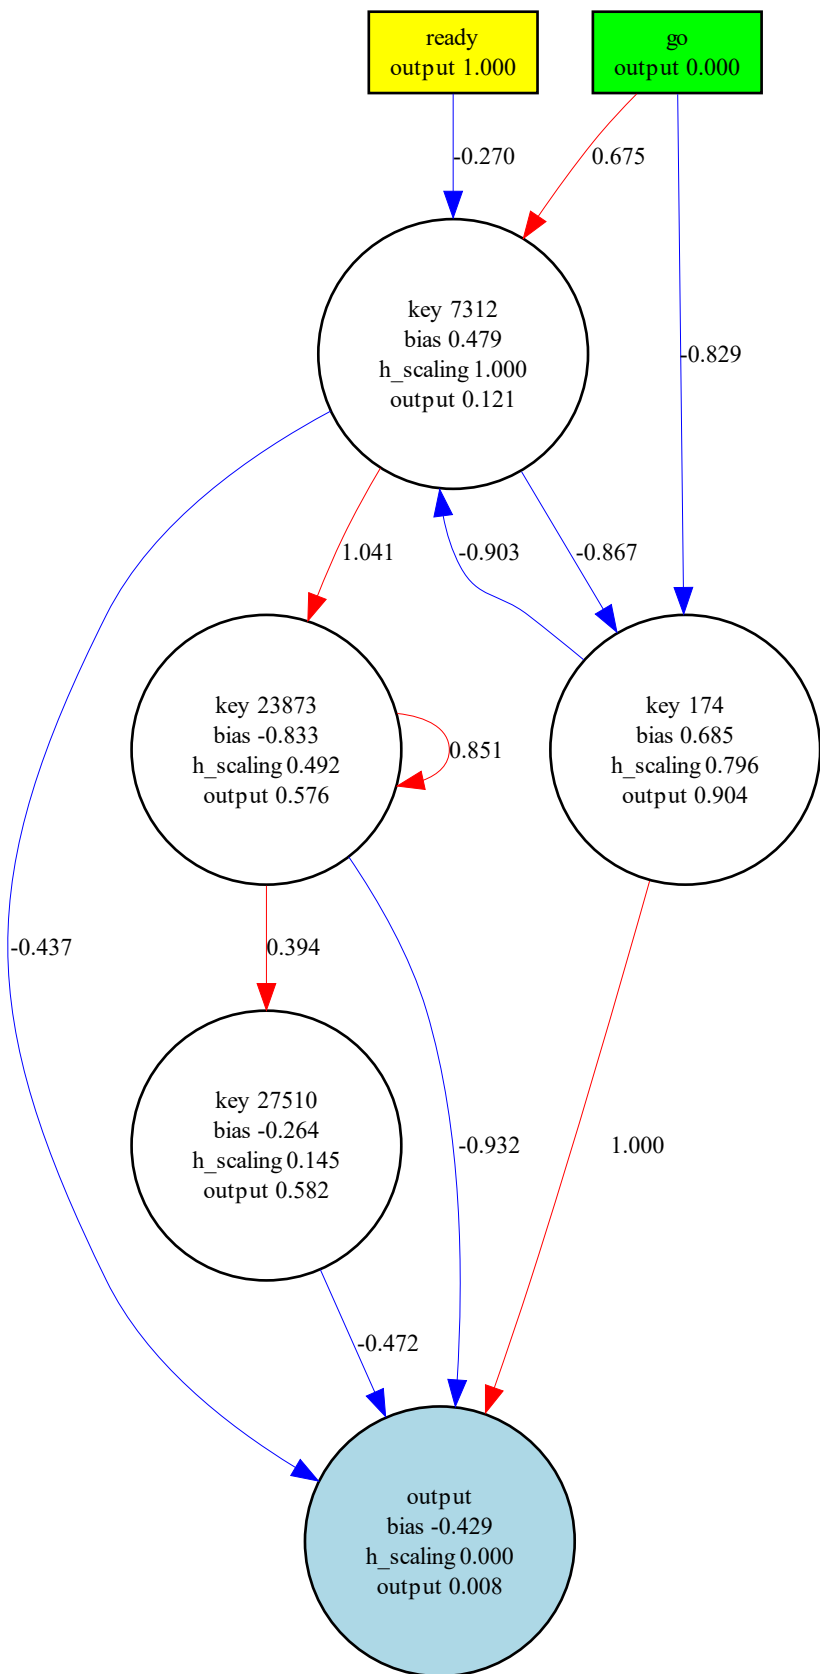 ready
output 1.000
go
output 0.000
-0.270
0.675
key 7312
bias 0.479
h_scaling 1.000
output 0.121
-0.829
1.041
-0.903
-0.867
key 23873
bias -0.833
h_scaling 0.492
output 0.576
0.851
key 174
bias 0.685
h_scaling 0.796
output 0.904
-0.437
0.394
key 27510
bias -0.264
h_scaling 0.145
output 0.582
-0.932
1.000
-0.472
output
bias -0.429
h_scaling 0.000
output 0.008